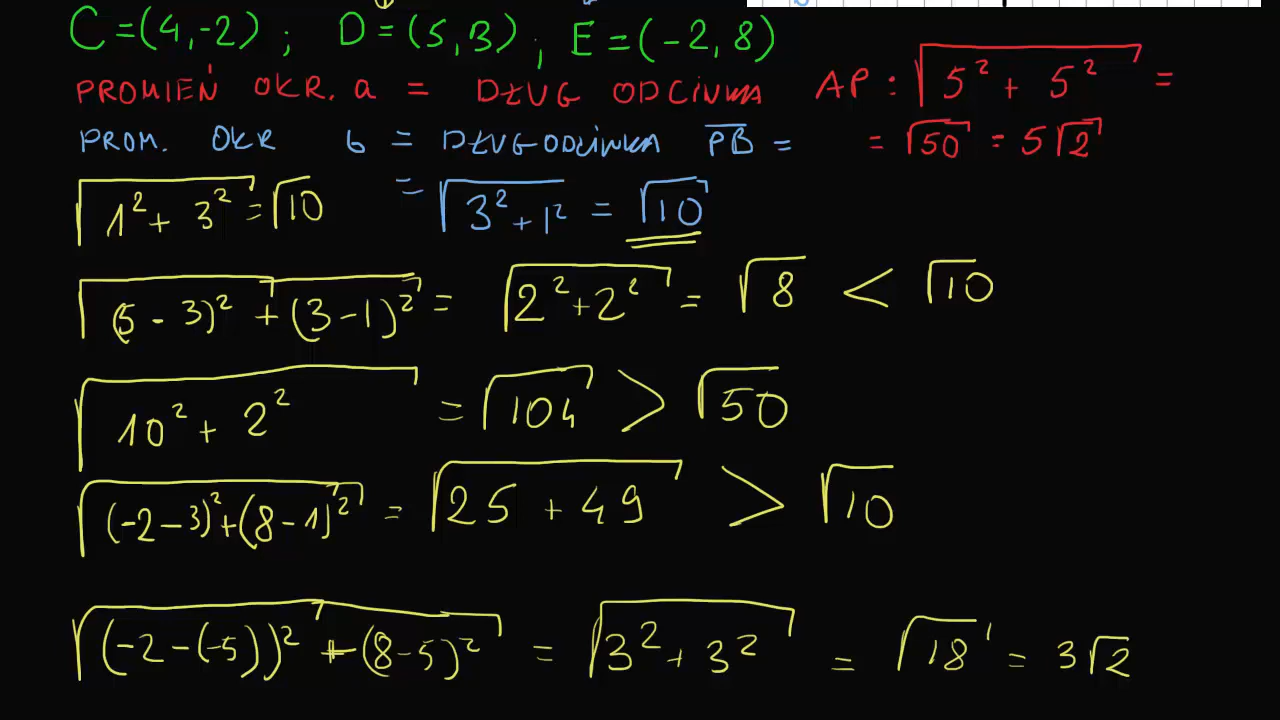 C=(4,-2) ; D=(5,3) ; E=(-2,8)
PROMIEŃ OKR. a = DŁUG ODCINKA AP: √(5² + 5²) =
PROM. OKR b = DŁUG ODCINKA PB = = √50 = 5√2
√(1² + 3²) = √10 = √(3² + 1²) = √10
√((5 - 3)² + (3 - 1)²) = √(2² + 2²) = √8 < √10
√(10² + 2²) = √104 > √50
√((-2 - 3)² + (8 - 1)²) = √(25 + 49) > √10
√((-2 - (-5))² + (8 - 5)²) = √(3² + 3²) = √18 = 3√2